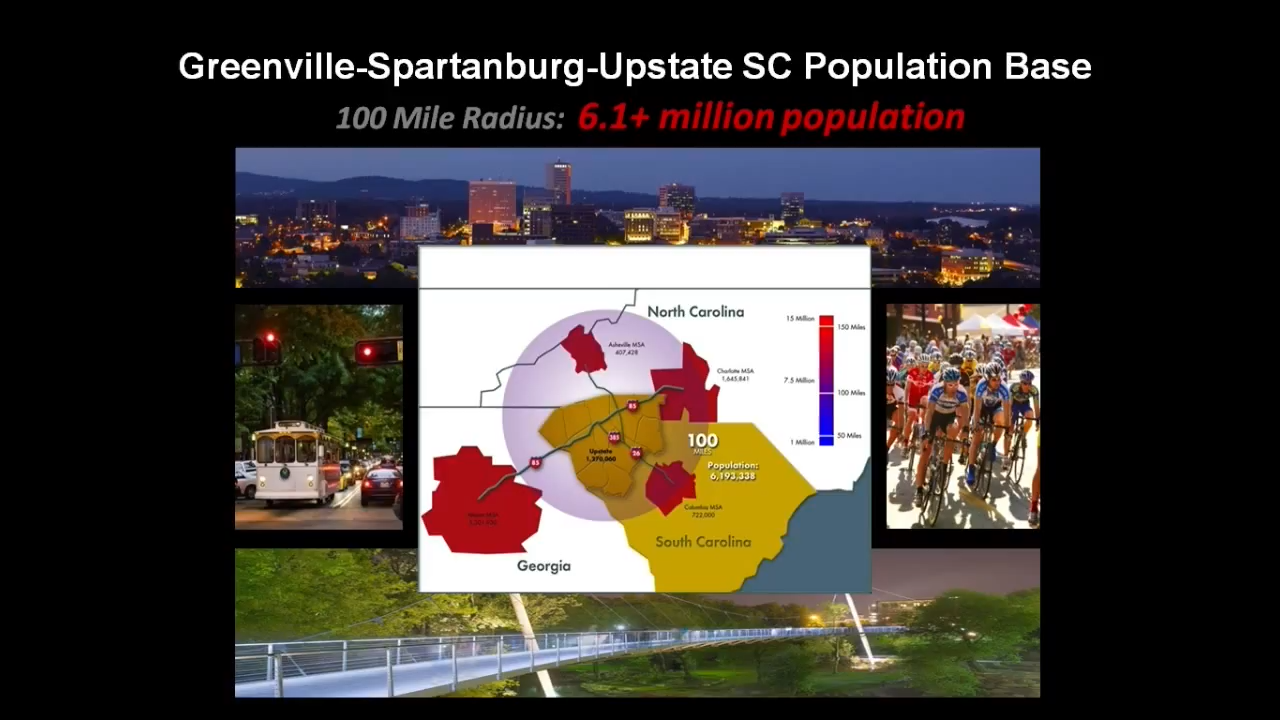 Greenville-Spartanburg-Upstate SC Population Base
100 Mile Radius: 6.1+ million population
North Carolina
15 Million
150 Miles
Asheville MSA
407,428
Charlotte MSA
1,645,841
7.5 Million
100 Miles
85
385
26
85
100
MILES
50 Miles
1 Million
Upstate
1,370,000
Population:
6,193,338
Columbia MSA
722,000
South Carolina
Georgia